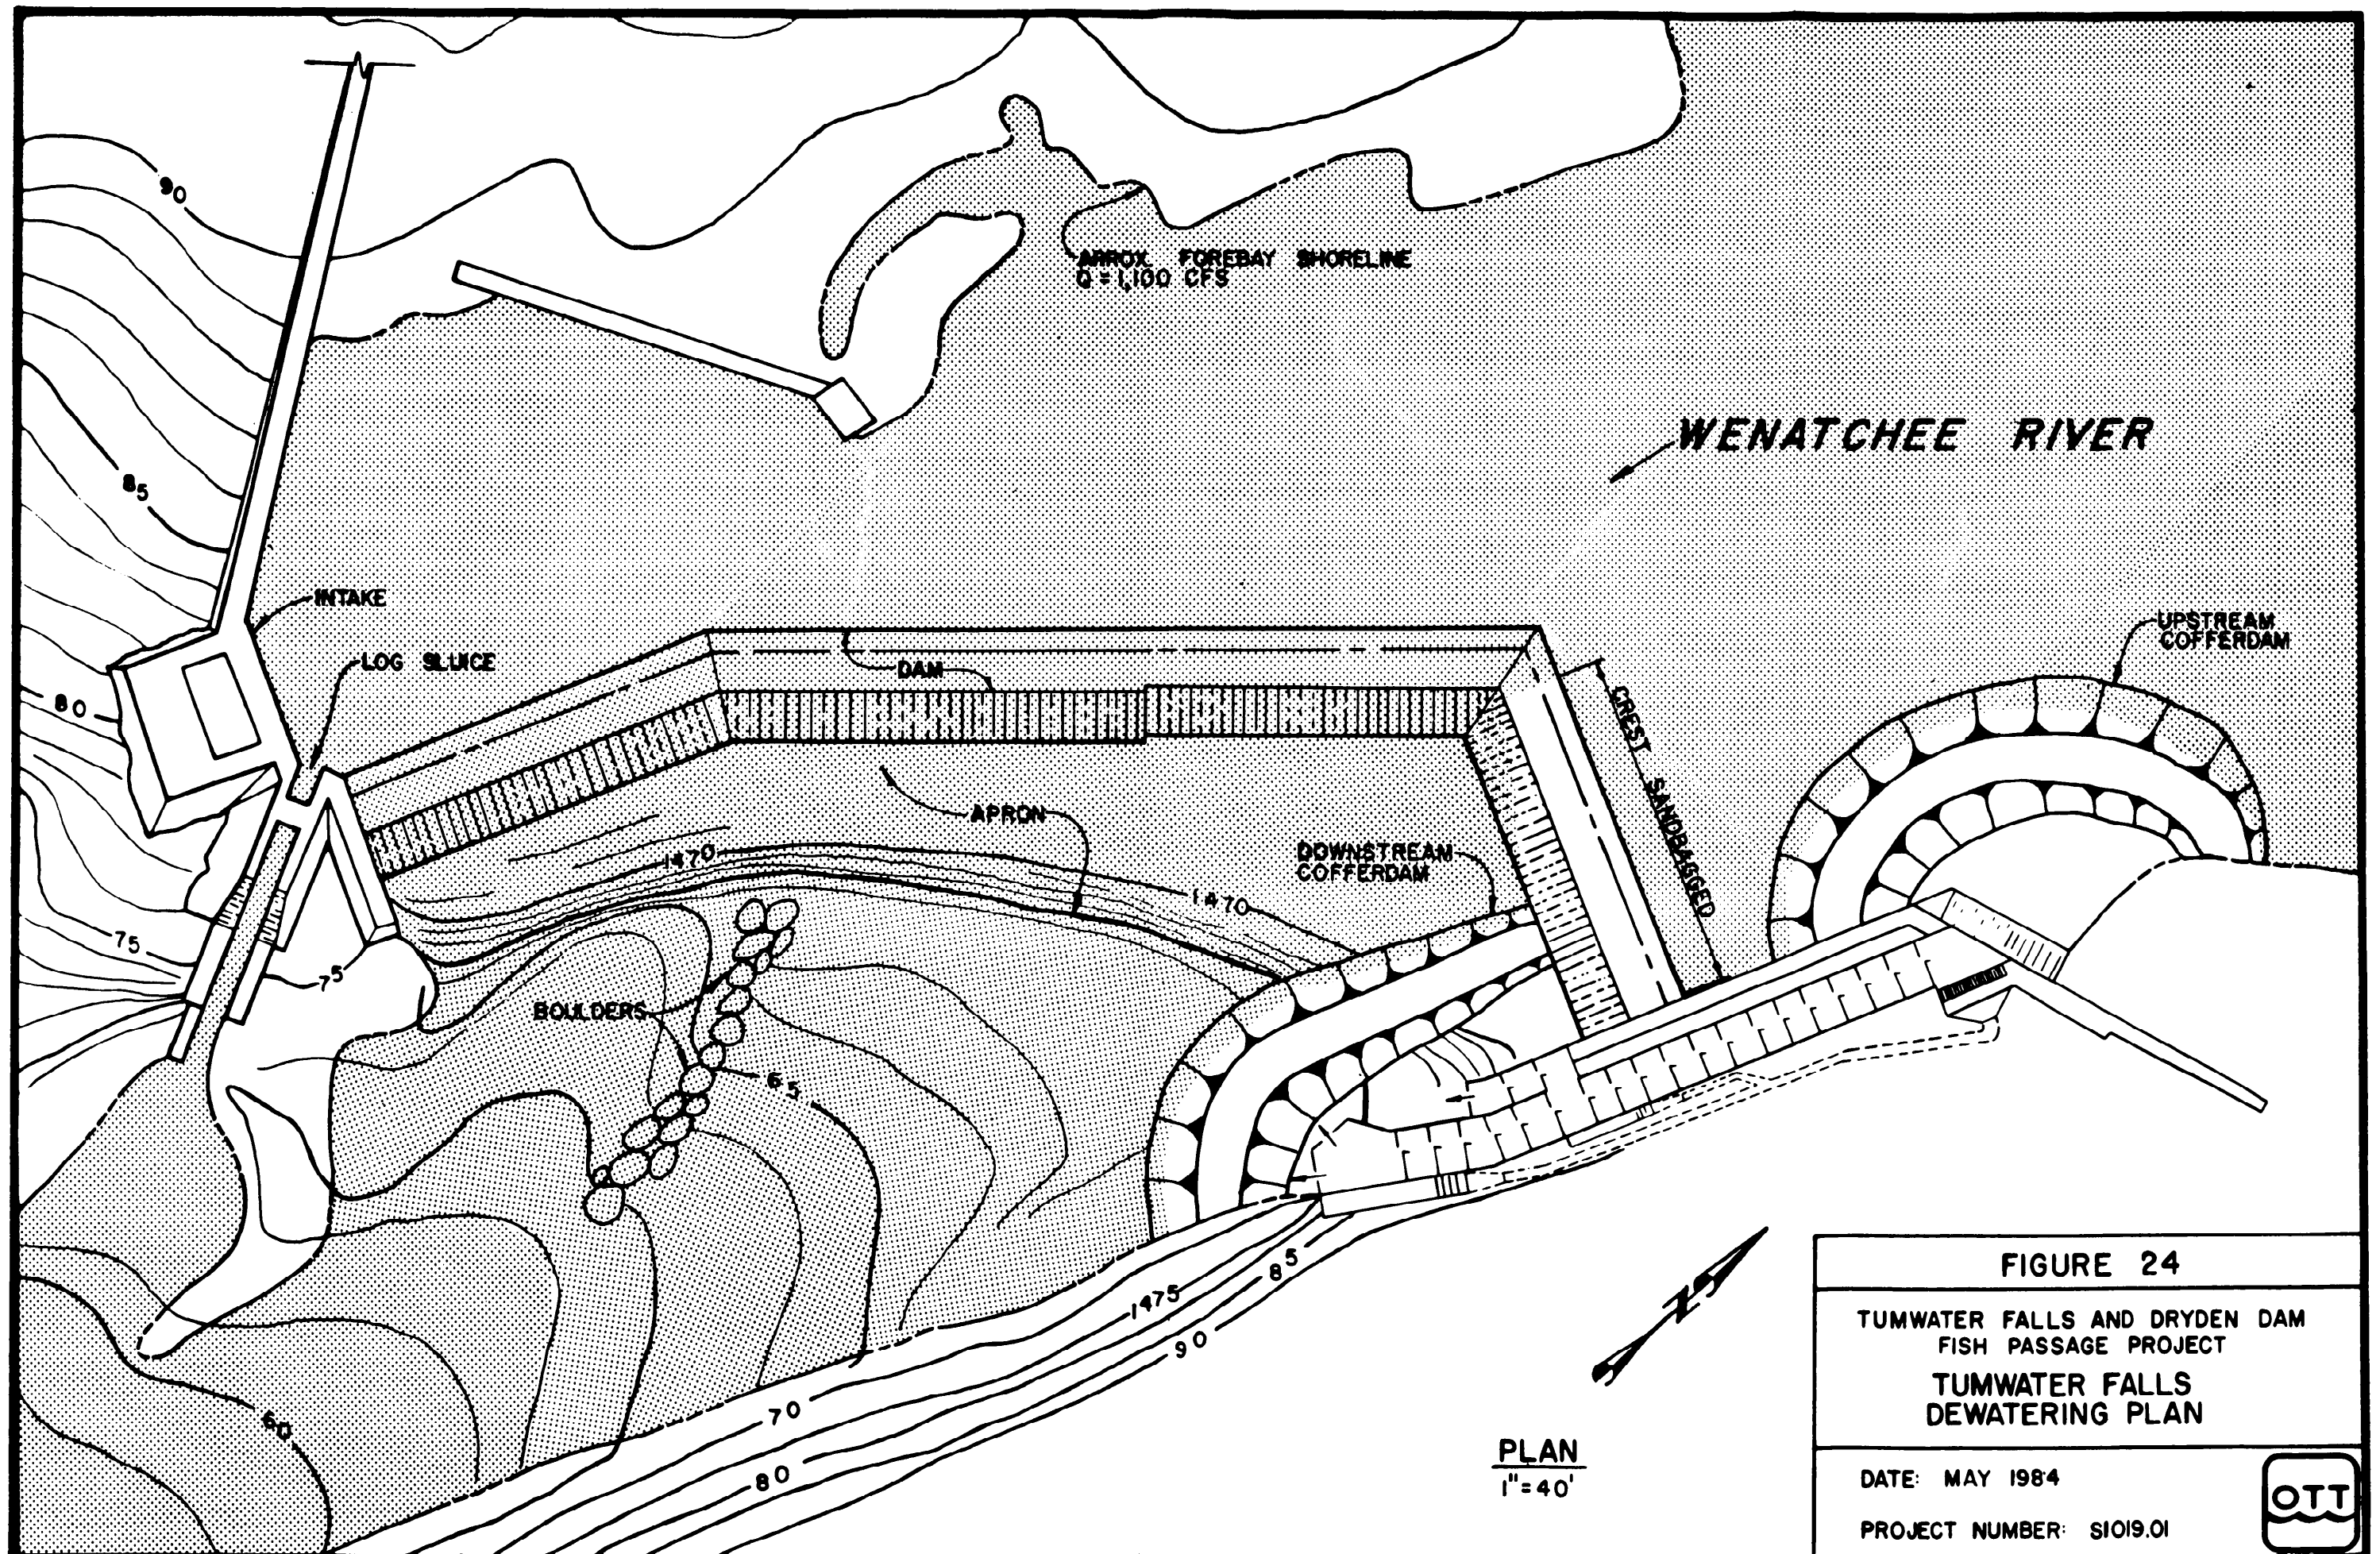 90
APPROX. FOREBAY SHORELINE
Q = 1,100 CFS
WENATCHEE RIVER
85
INTAKE
LOG SLUICE
DAM
UPSTREAM
COFFERDAM
80
CREST SANDBAGGED
APRON
1470
DOWNSTREAM
COFFERDAM
1470
75
75
BOULDERS
65
N
85
1475
90
70
60
80
PLAN
1"=40'
FIGURE 24
TUMWATER FALLS AND DRYDEN DAM
FISH PASSAGE PROJECT
TUMWATER FALLS
DEWATERING PLAN
DATE: MAY 1984
PROJECT NUMBER: S1019.01
OTT